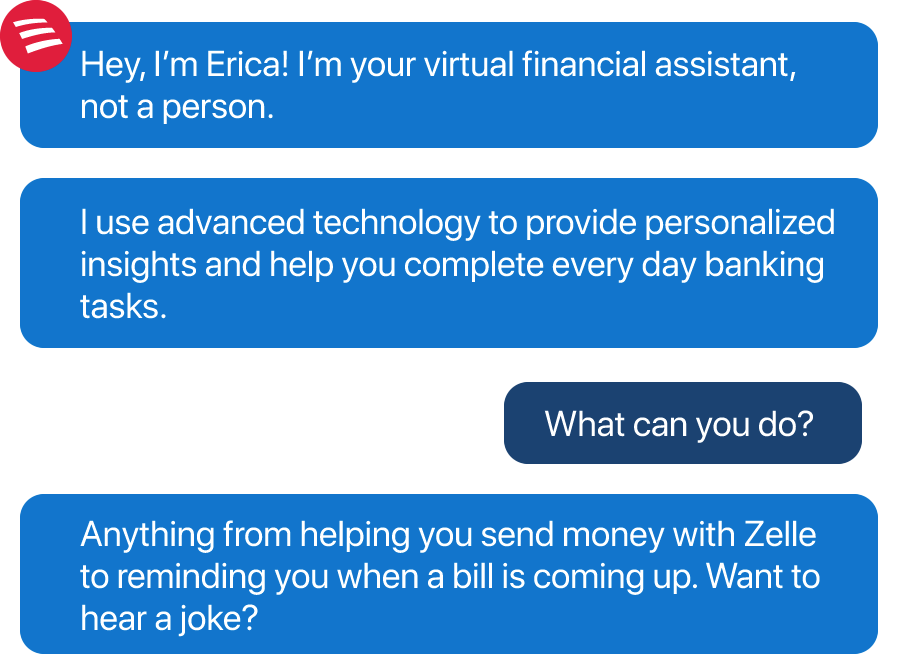 Hey, I’m Erica! I’m your virtual financial assistant,
not a person.
I use advanced technology to provide personalized
insights and help you complete every day banking
tasks.
What can you do?
Anything from helping you send money with Zelle
to reminding you when a bill is coming up. Want to
hear a joke?